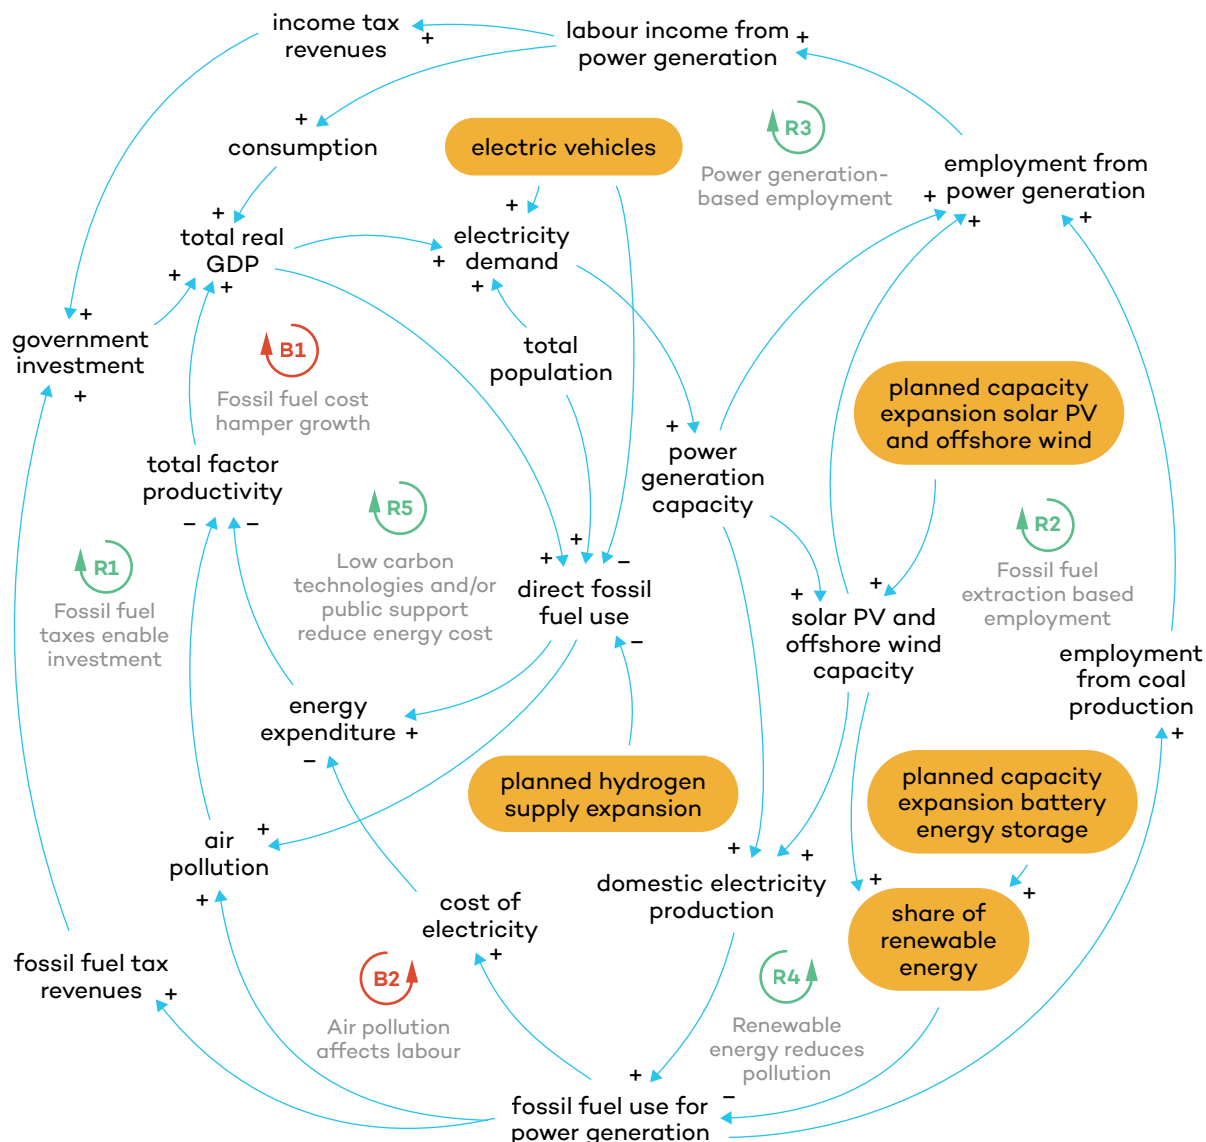 income tax
revenues
+
labour income from
power generation
+
+
consumption
electric vehicles
R3
Power generation-
based employment
employment from
power generation
+
+
+
+
total real
GDP
+
+
+
electricity
demand
+
+
+
government
investment
+
B1
Fossil fuel cost
hamper growth
total
population
planned capacity
expansion solar PV
and offshore wind
total factor
productivity
–
–
+
power
generation
capacity
R1
Fossil fuel
taxes enable
investment
R5
Low carbon
technologies and/or
public support
reduce energy cost
+
+
–
direct fossil
fuel use
–
R2
Fossil fuel
extraction based
employment
+
+
solar PV and
offshore wind
capacity
employment
from coal
production
+
energy
expenditure
+
–
planned hydrogen
supply expansion
planned capacity
expansion battery
energy storage
air
pollution
+
+
+
+
domestic electricity
production
+
+
share of
renewable
energy
cost of
electricity
+
fossil fuel tax
revenues
+
B2
Air pollution
affects labour
R4
Renewable
energy reduces
pollution
+
–
fossil fuel use for
power generation